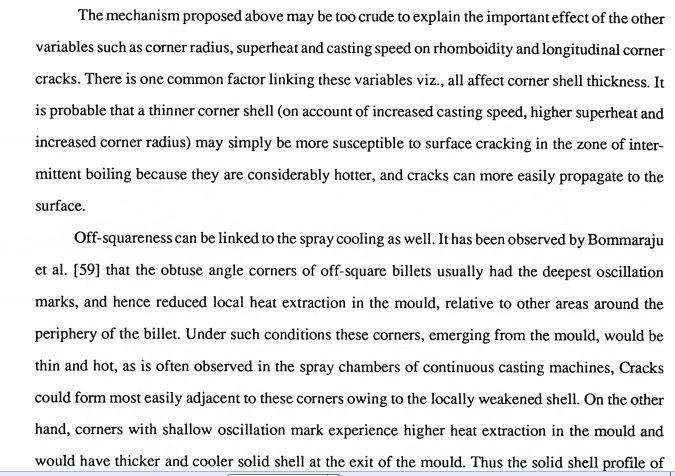 The mechanism proposed above may be too crude to explain the important effect of the other
variables such as corner radius, superheat and casting speed on rhomboidity and longitudinal corner
cracks. There is one common factor linking these variables viz., all affect corner shell thickness. It
is probable that a thinner corner shell (on account of increased casting speed, higher superheat and
increased corner radius) may simply be more susceptible to surface cracking in the zone of inter-
mittent boiling because they are considerably hotter, and cracks can more easily propagate to the
surface.
Off-squareness can be linked to the spray cooling as well. It has been observed by Bommaraju
et al. [59] that the obtuse angle corners of off-square billets usually had the deepest oscillation
marks, and hence reduced local heat extraction in the mould, relative to other areas around the
periphery of the billet. Under such conditions these corners, emerging from the mould, would be
thin and hot, as is often observed in the spray chambers of continuous casting machines, Cracks
could form most easily adjacent to these corners owing to the locally weakened shell. On the other
hand, corners with shallow oscillation mark experience higher heat extraction in the mould and
would have thicker and cooler solid shell at the exit of the mould. Thus the solid shell profile of